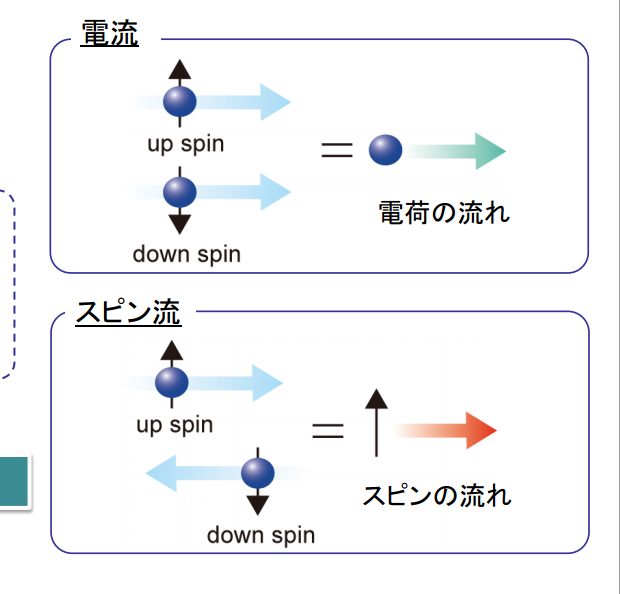 電流
up spin
down spin
=
電荷の流れ
スピン流
up spin
down spin
=
スピンの流れ